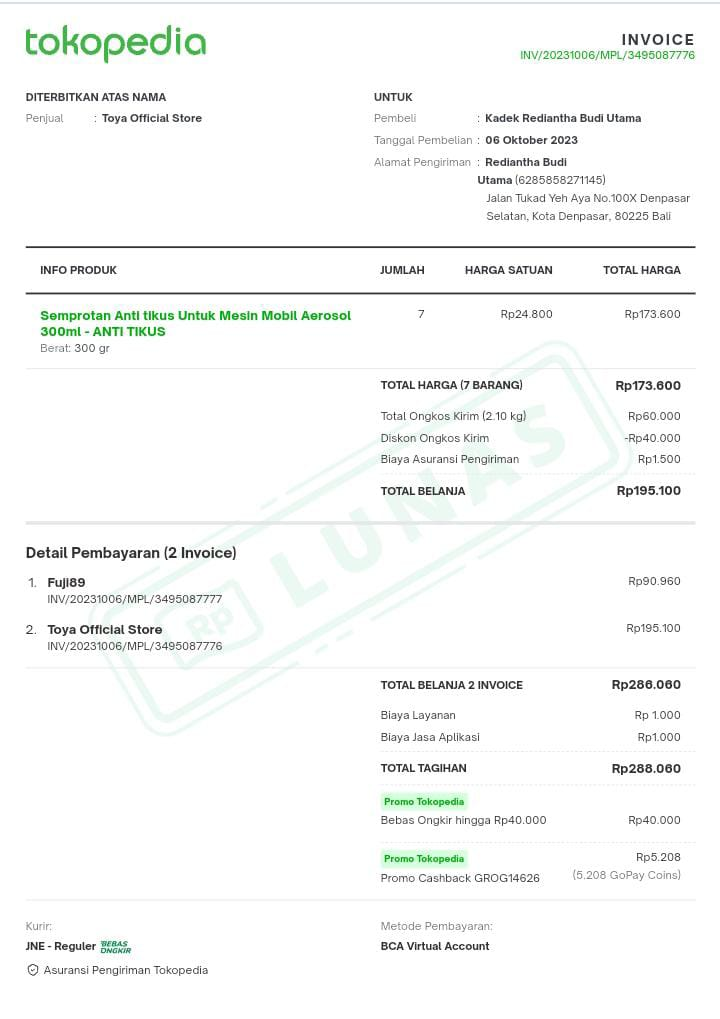 tokopedia
INVOICE
INV/20231006/MPL/3495087776
DITERBITKAN ATAS NAMA
Penjual : Toya Official Store
UNTUK
Pembeli : Kadek Rediantha Budi Utama
Tanggal Pembelian : 06 Oktober 2023
Alamat Pengiriman : Rediantha Budi
Utama (6285858271145)
Jalan Tukad Yeh Aya No.100X Denpasar
Selatan, Kota Denpasar, 80225 Bali
INFO PRODUK JUMLAH HARGA SATUAN TOTAL HARGA
Semprotan Anti tikus Untuk Mesin Mobil Aerosol 7 Rp24.800 Rp173.600
300ml - ANTI TIKUS
Berat: 300 gr
TOTAL HARGA (7 BARANG) Rp173.600
Total Ongkos Kirim (2.10 kg) Rp60.000
Diskon Ongkos Kirim -Rp40.000
Biaya Asuransi Pengiriman Rp1.500
TOTAL BELANJA Rp195.100
Rp LUNAS
Detail Pembayaran (2 Invoice)
1. Fuji89 Rp90.960
INV/20231006/MPL/3495087777
2. Toya Official Store Rp195.100
INV/20231006/MPL/3495087776
TOTAL BELANJA 2 INVOICE Rp286.060
Biaya Layanan Rp 1.000
Biaya Jasa Aplikasi Rp1.000
TOTAL TAGIHAN Rp288.060
Promo Tokopedia
Bebas Ongkir hingga Rp40.000 Rp40.000
Promo Tokopedia Rp5.208
Promo Cashback GROG14626 (5.208 GoPay Coins)
Kurir:
JNE - Reguler BEBAS ONGKIR
Asuransi Pengiriman Tokopedia
Metode Pembayaran:
BCA Virtual Account